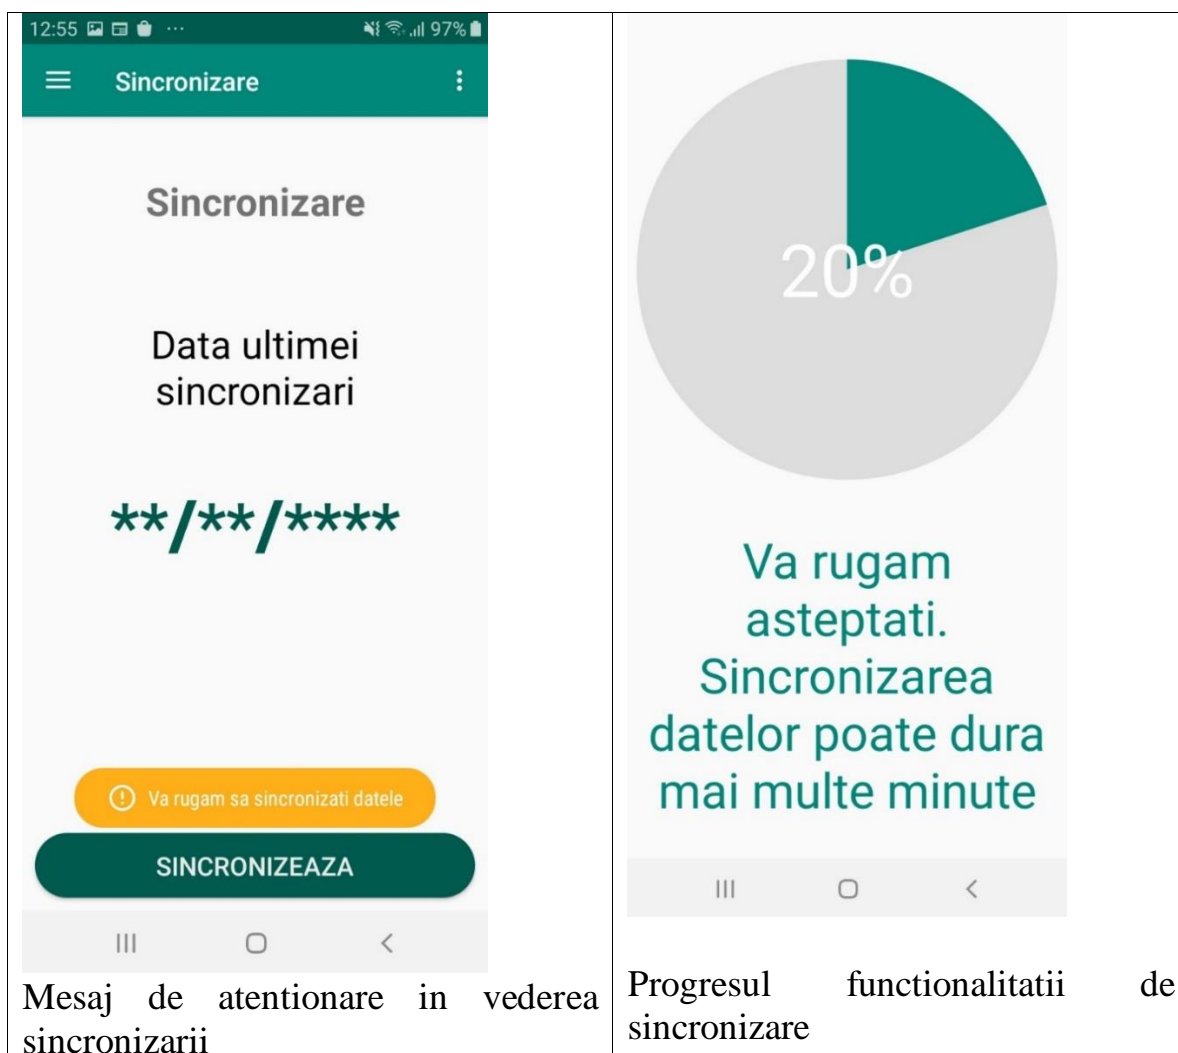 12:55
97%
Sincronizare
Sincronizare
Data ultimei
sincronizari
**/**/****
Va rugam sa sincronizati datele
SINCRONIZEAZA
Mesaj de atentionare in vederea
sincronizarii
20%
Va rugam
asteptati.
Sincronizarea
datelor poate dura
mai multe minute
Progresul functionalitatii de
sincronizare